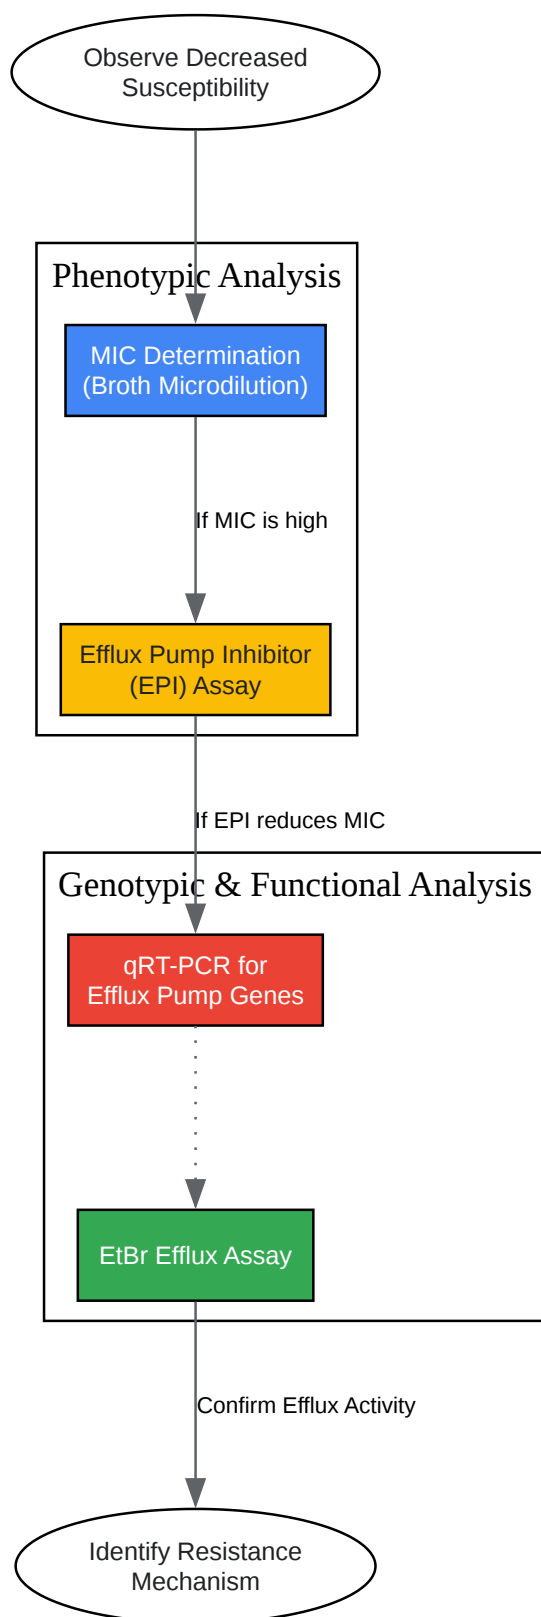 Observe Decreased
Susceptibility
Phenotypic Analysis
MIC Determination
(Broth Microdilution)
If MIC is high
Efflux Pump Inhibitor
(EPI) Assay
If EPI reduces MIC
Genotypic & Functional Analysis
qRT-PCR for
Efflux Pump Genes
EtBr Efflux Assay
Confirm Efflux Activity
Identify Resistance
Mechanism